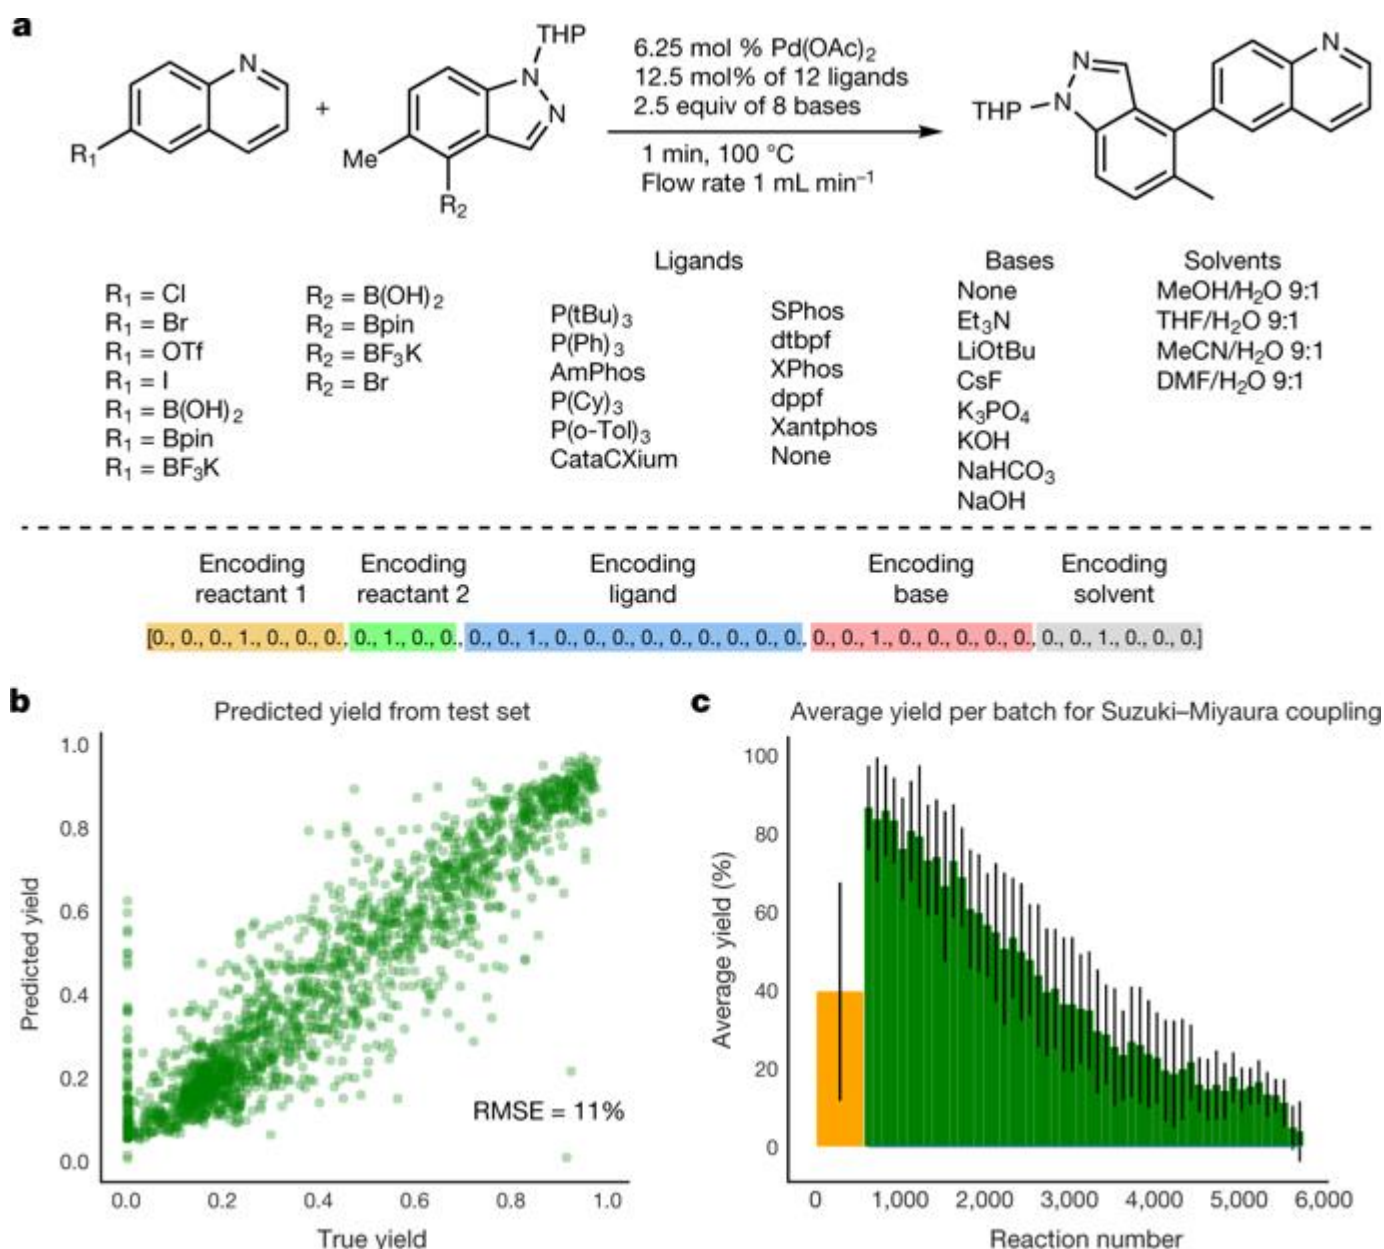 a
THP
N
N
N
+
R₁
Me
R₂
6.25 mol % Pd(OAc)₂
12.5 mol% of 12 ligands
2.5 equiv of 8 bases
1 min, 100 °C
Flow rate 1 mL min⁻¹
N
N
THP
N
R₁ = Cl
R₁ = Br
R₁ = OTf
R₁ = I
R₁ = B(OH)₂
R₁ = Bpin
R₁ = BF₃K
R₂ = B(OH)₂
R₂ = Bpin
R₂ = BF₃K
R₂ = Br
Ligands
P(tBu)₃
P(Ph)₃
AmPhos
P(Cy)₃
P(o-Tol)₃
CataCXium
SPhos
dtbpf
XPhos
dppf
Xantphos
None
Bases
None
Et₃N
LiOtBu
CsF
K₃PO₄
KOH
NaHCO₃
NaOH
Solvents
MeOH/H₂O 9:1
THF/H₂O 9:1
MeCN/H₂O 9:1
DMF/H₂O 9:1
Encoding
reactant 1
Encoding
reactant 2
Encoding
ligand
Encoding
base
Encoding
solvent
[0., 0., 0., 1., 0., 0., 0., 0., 1., 0., 0., 0., 0., 1., 0., 0., 0., 0., 0., 0., 0., 0., 0., 0., 0., 1., 0., 0., 0., 0., 0., 0., 0., 1., 0., 0., 0.]
b
Predicted yield from test set
1.0
0.8
0.6
0.4
0.2
0.0
Predicted yield
RMSE = 11%
0.0 0.2 0.4 0.6 0.8 1.0
True yield
c
Average yield per batch for Suzuki–Miyaura coupling
100
80
60
40
20
0
Average yield (%)
0 1,000 2,000 3,000 4,000 5,000 6,000
Reaction number